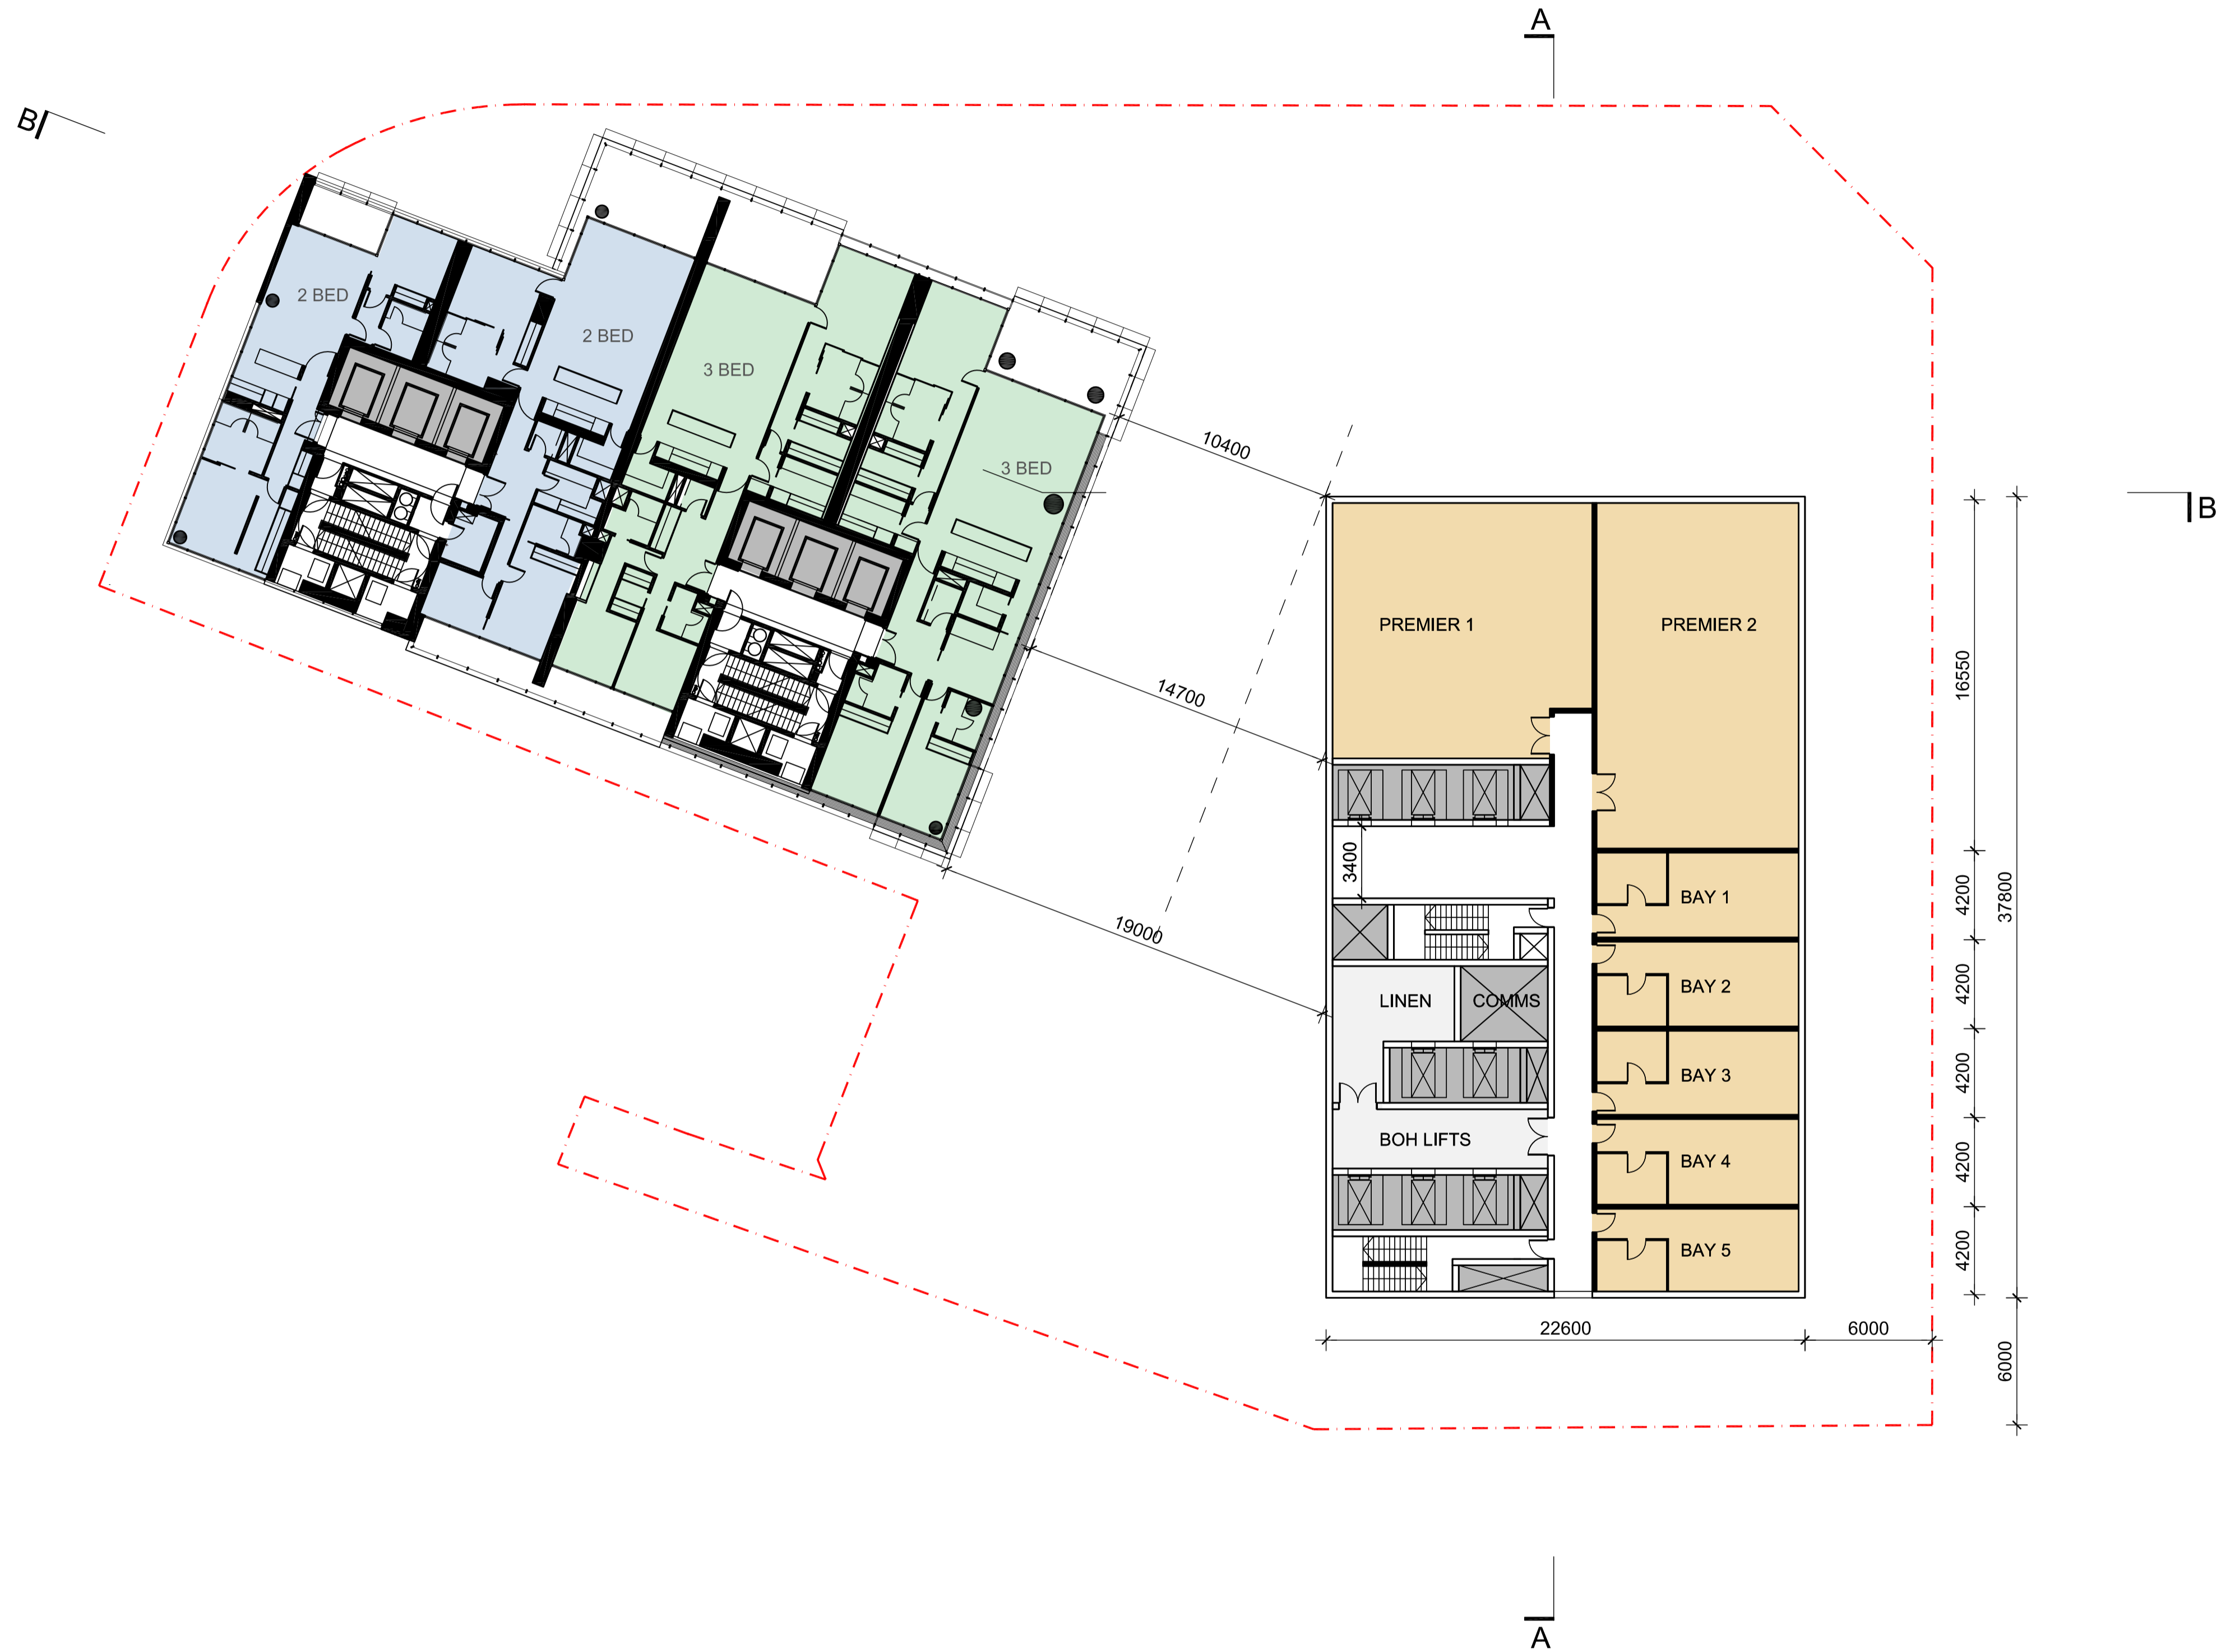 A
B
2 BED
2 BED
3 BED
3 BED
10400
B
PREMIER 1
PREMIER 2
16550
14700
3400
4200
37800
BAY 1
19000
BAY 2
4200
LINEN
COMMS
BAY 3
4200
BOH LIFTS
BAY 4
4200
BAY 5
4200
22600
6000
6000
A